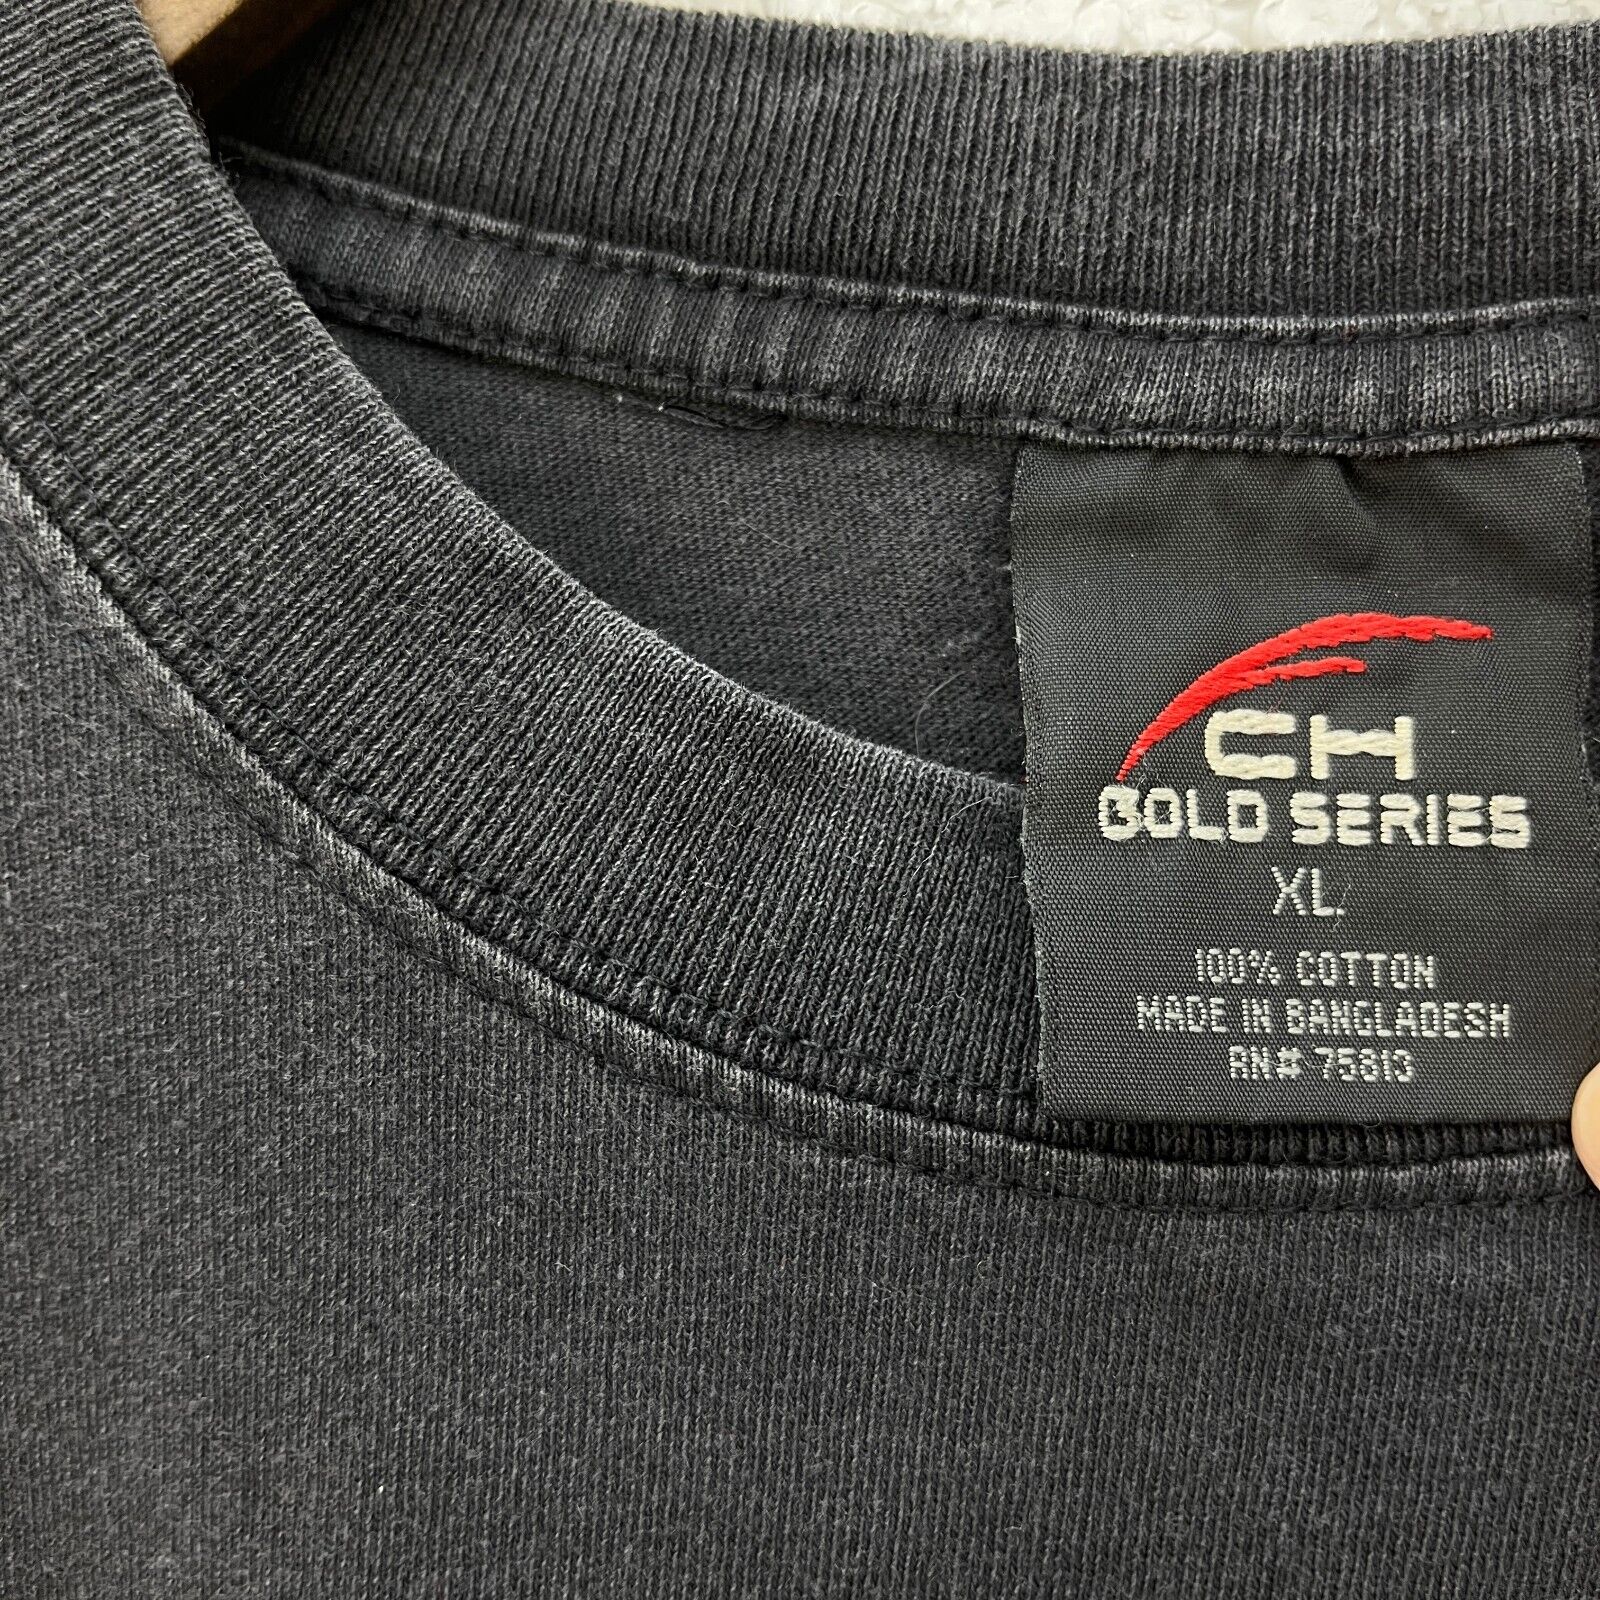 CH
GOLD SERIES
XL
100% COTTON
MADE IN BANGLADESH
RN# 75810